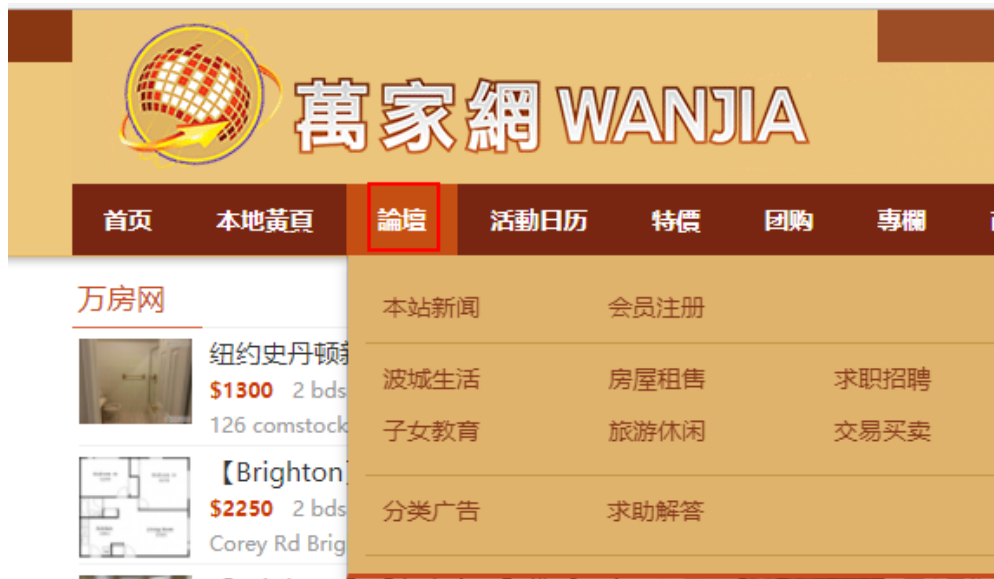 萬家網 WANJIA
首页 本地黃頁 論壇 活動日历 特價 团购 專欄
万房网
本站新闻 会员注册
纽约史丹顿
$1300 2 bds
126 comstock
波城生活 房屋租售 求职招聘
子女教育 旅游休闲 交易买卖
【Brighton】
$2250 2 bds
Corey Rd Brig
分类广告 求助解答